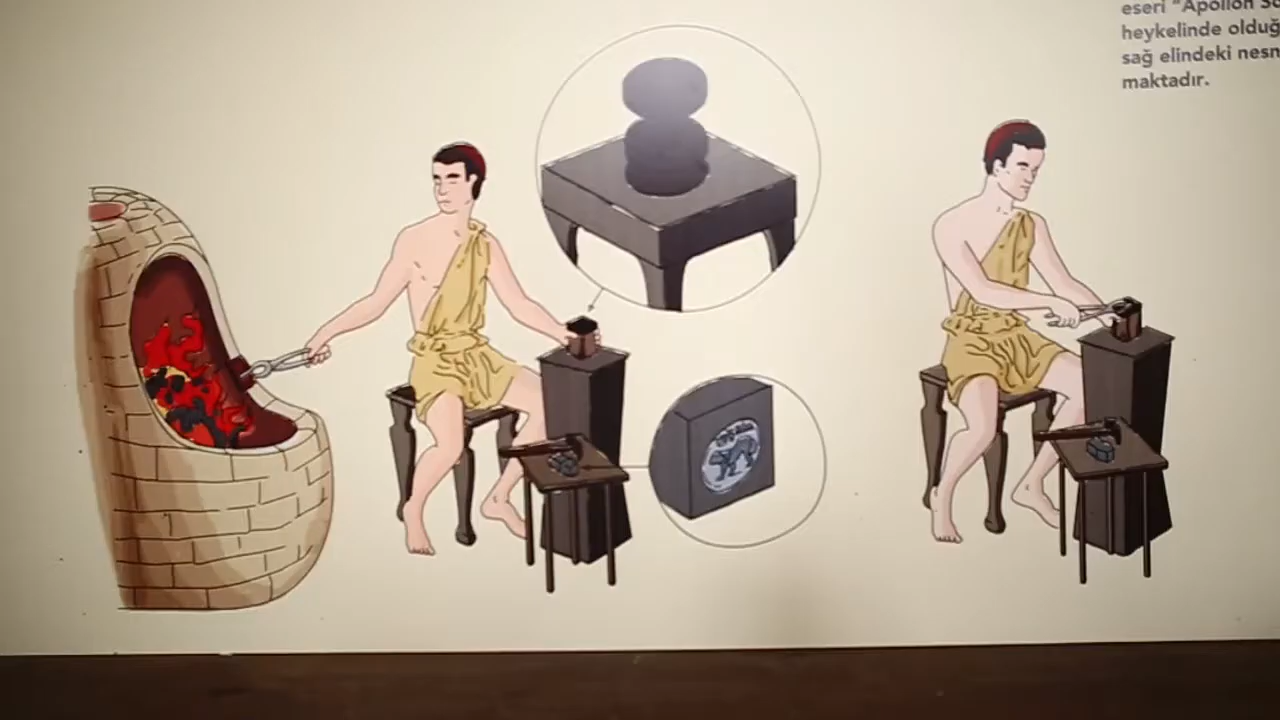 eseri "Apollon
heykelinde
sağ elindeki
maktadır.